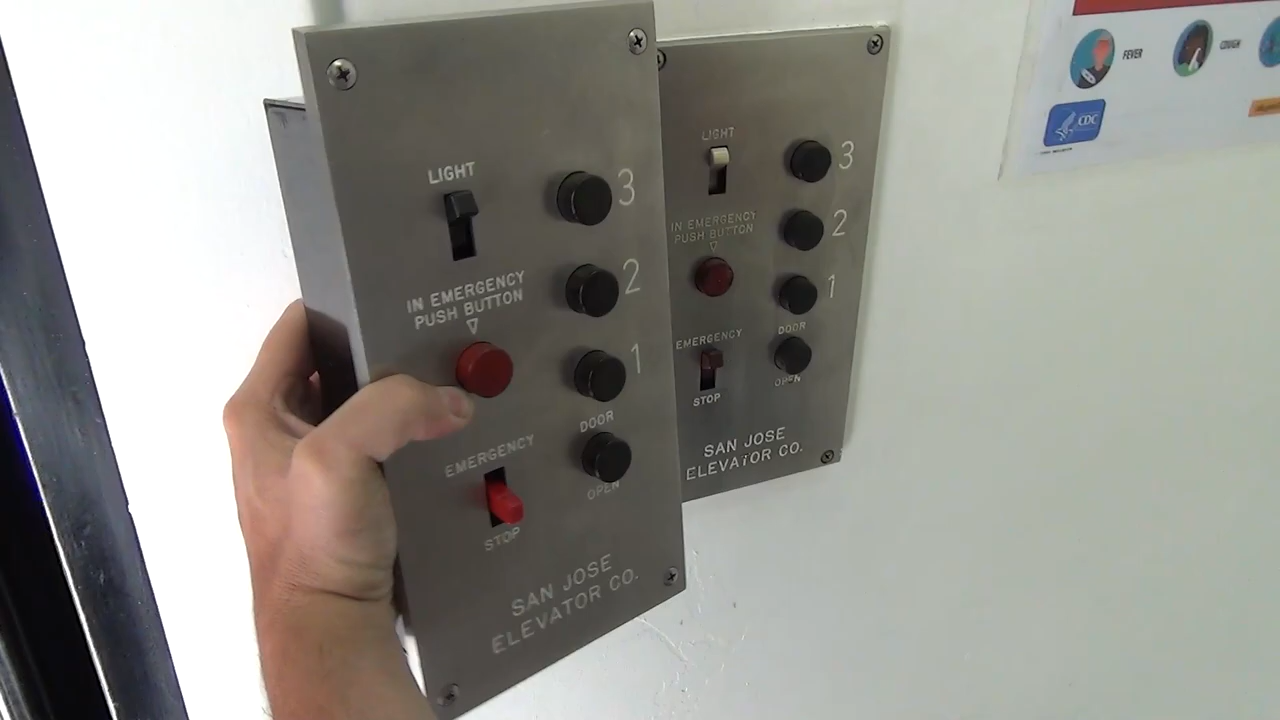 LIGHT
3
2
IN EMERGENCY
PUSH BUTTON
1
DOOR
EMERGENCY
OPEN
STOP
SAN JOSE
ELEVATOR CO.
LIGHT
3
IN EMERGENCY
PUSH BUTTON
2
1
DOOR
EMERGENCY
OPEN
STOP
SAN JOSE
ELEVATOR CO.
FEVER
COUGH
CDC